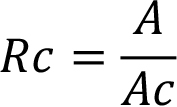 Rc = A / Ac